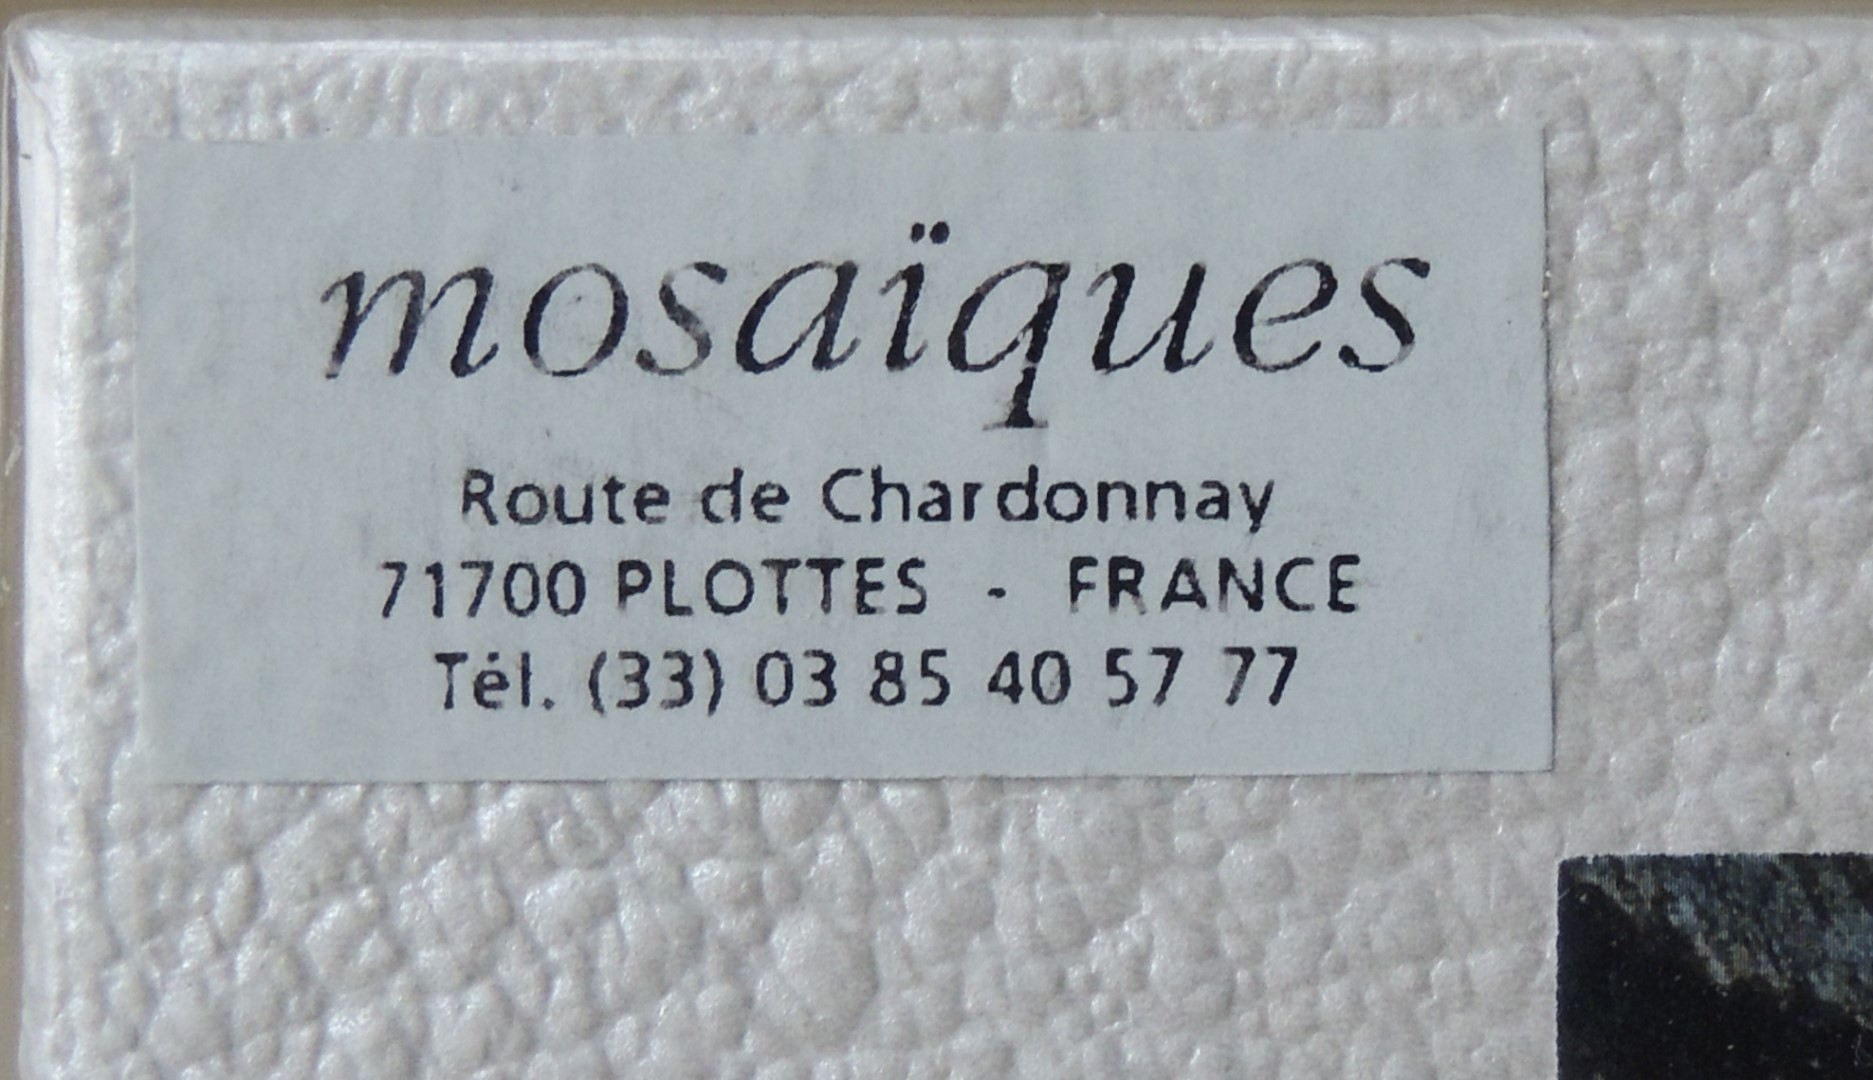 mosaïques
Route de Chardonnay
71700 PLOTTES - FRANCE
Tél. (33) 03 85 40 57 77